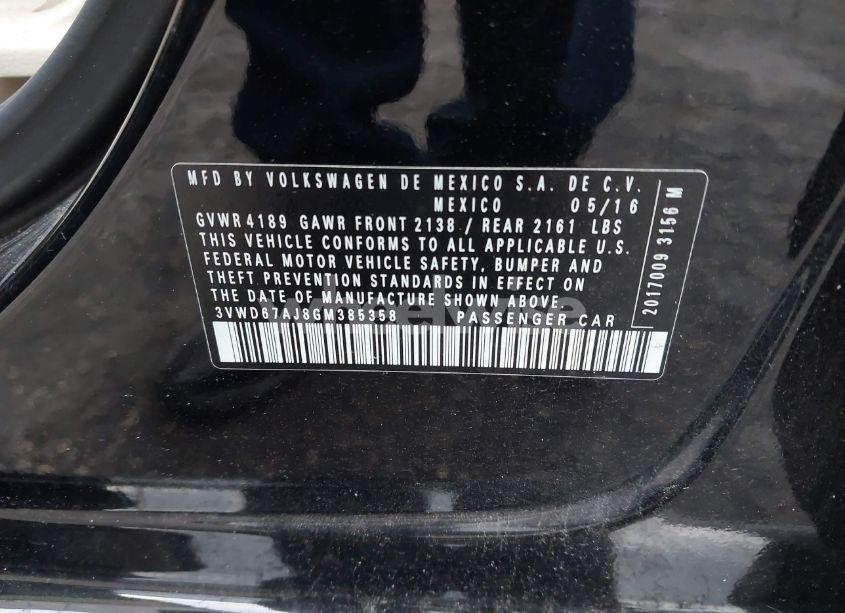 MFD BY VOLKSWAGEN DE MEXICO S.A. DE C.V.
MEXICO 05/16
GVWR 4189 GAWR FRONT 2138 / REAR 2161 LBS
THIS VEHICLE CONFORMS TO ALL APPLICABLE U.S.
FEDERAL MOTOR VEHICLE SAFETY, BUMPER AND
THEFT PREVENTION STANDARDS IN EFFECT ON
THE DATE OF MANUFACTURE SHOWN ABOVE.
3VWD67AJ8GM385358 PASSENGER CAR
2017009 3156 M